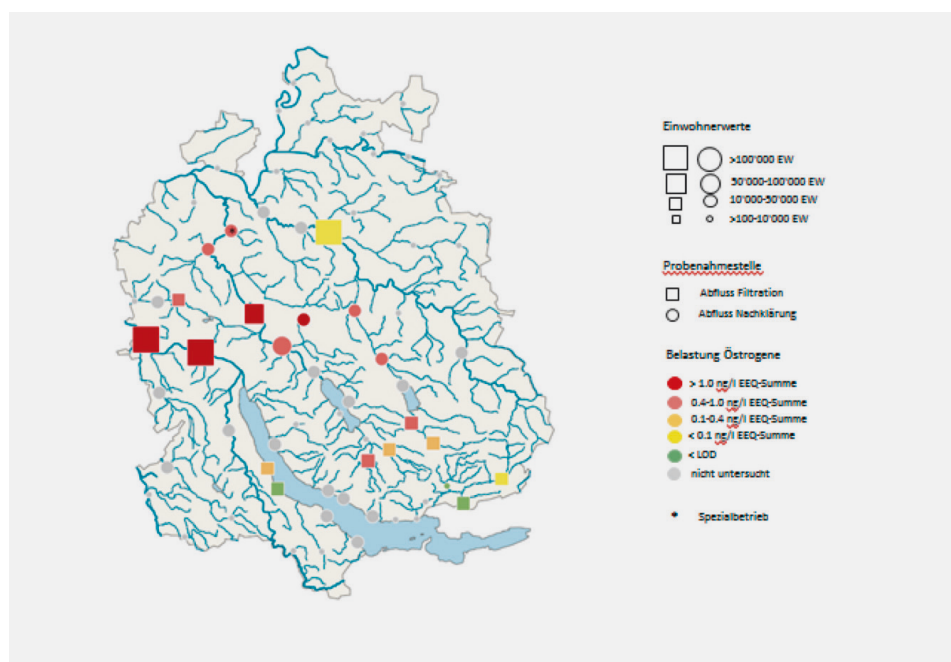 Einwohnerwerte
>100'000 EW
50'000-100'000 EW
10'000-50'000 EW
>100-10'000 EW
Probenahmestelle
Abfluss Filtration
Abfluss Nachklärung
Belastung Östrogene
> 1.0 ng/l EEQ-Summe
0.4-1.0 ng/l EEQ-Summe
0.1-0.4 ng/l EEQ-Summe
< 0.1 ng/l EEQ-Summe
< LOD
nicht untersucht
* Spezialbetrieb